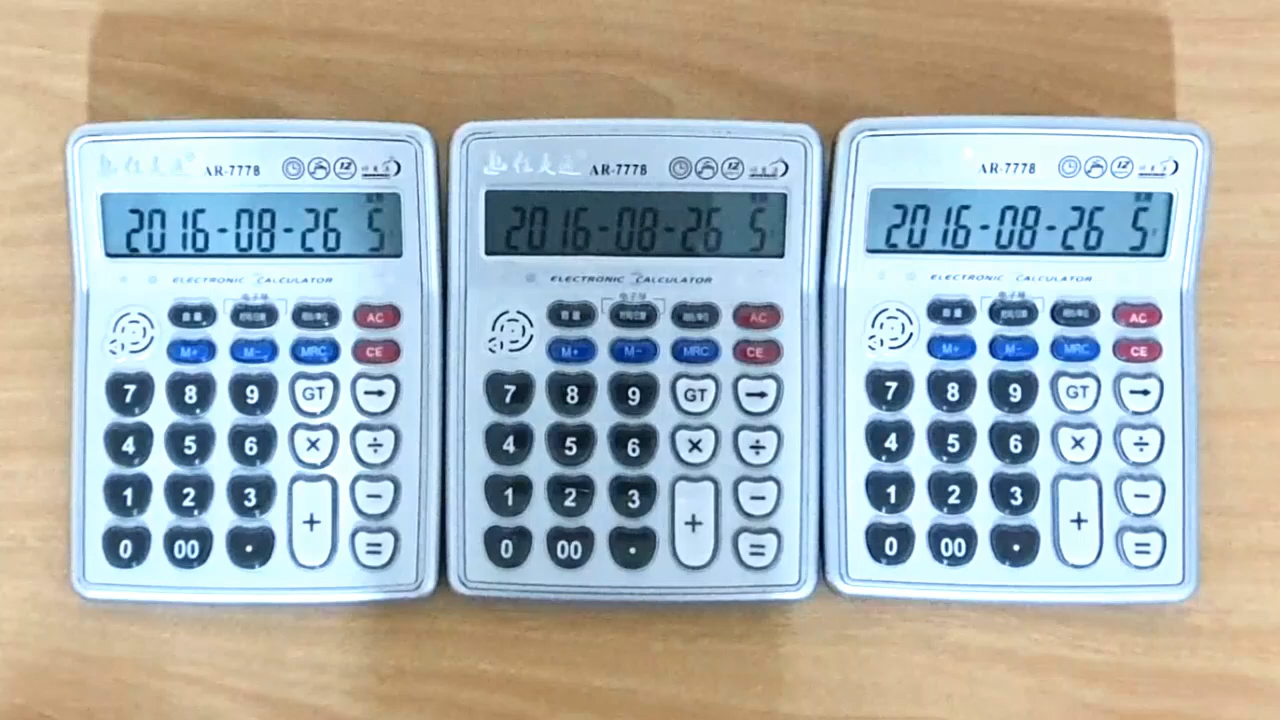 AR-7778
2016-08-26 5
ELECTRONIC CALCULATOR
AC
M+ M- MRC CE
7 8 9 GT →
4 5 6 × ÷
1 2 3 + −
0 00 · =
AR-7778
2016-08-26 5
ELECTRONIC CALCULATOR
电子琴
AC
M+ M- MRC CE
7 8 9 GT →
4 5 6 × ÷
1 2 3 + −
0 00 · =
AR-7778
2016-08-26 5
ELECTRONIC CALCULATOR
AC
M+ M- MRC CE
7 8 9 GT →
4 5 6 × ÷
1 2 3 + −
0 00 · =